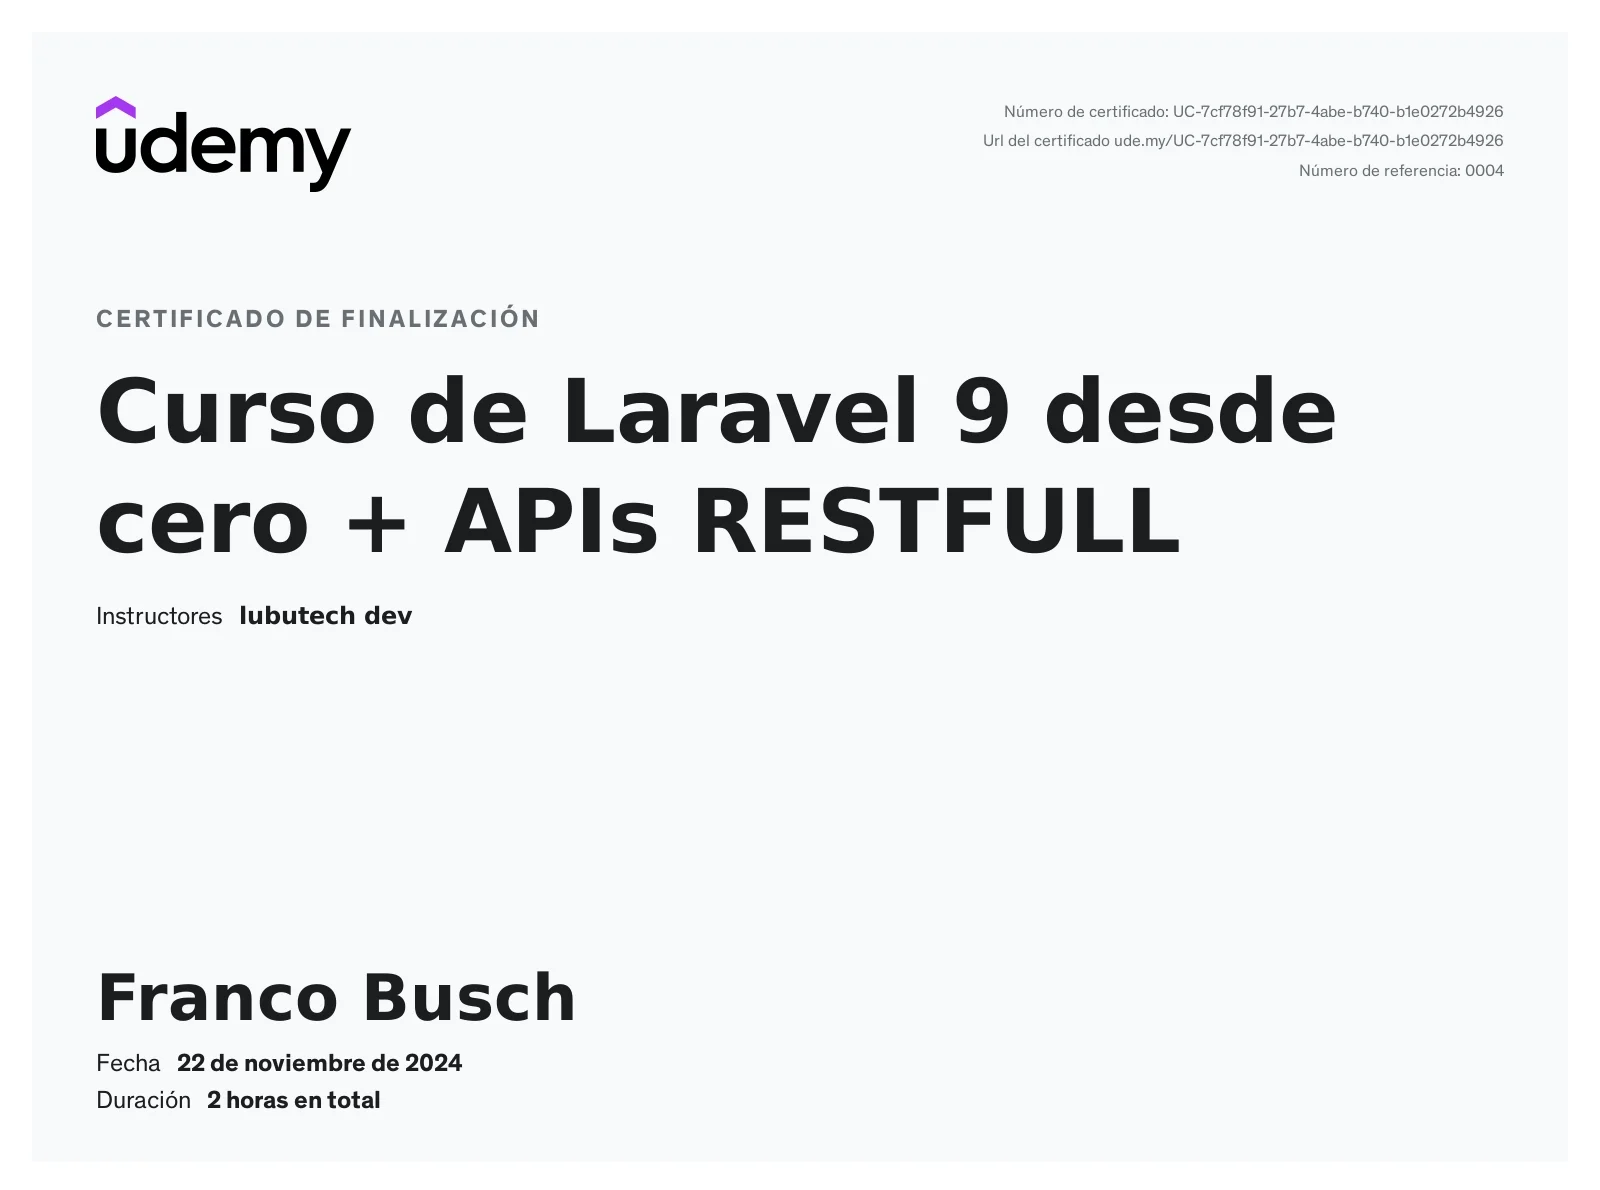 udemy
Número de certificado: UC-7cf78f91-27b7-4abe-b740-b1e0272b4926
Url del certificado ude.my/UC-7cf78f91-27b7-4abe-b740-b1e0272b4926
Número de referencia: 0004
CERTIFICADO DE FINALIZACIÓN
Curso de Laravel 9 desde
cero + APIs RESTFULL
Instructores lubutech dev
Franco Busch
Fecha 22 de noviembre de 2024
Duración 2 horas en total